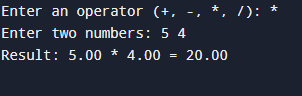 Enter an operator (+, -, *, /): *
Enter two numbers: 5 4
Result: 5.00 * 4.00 = 20.00